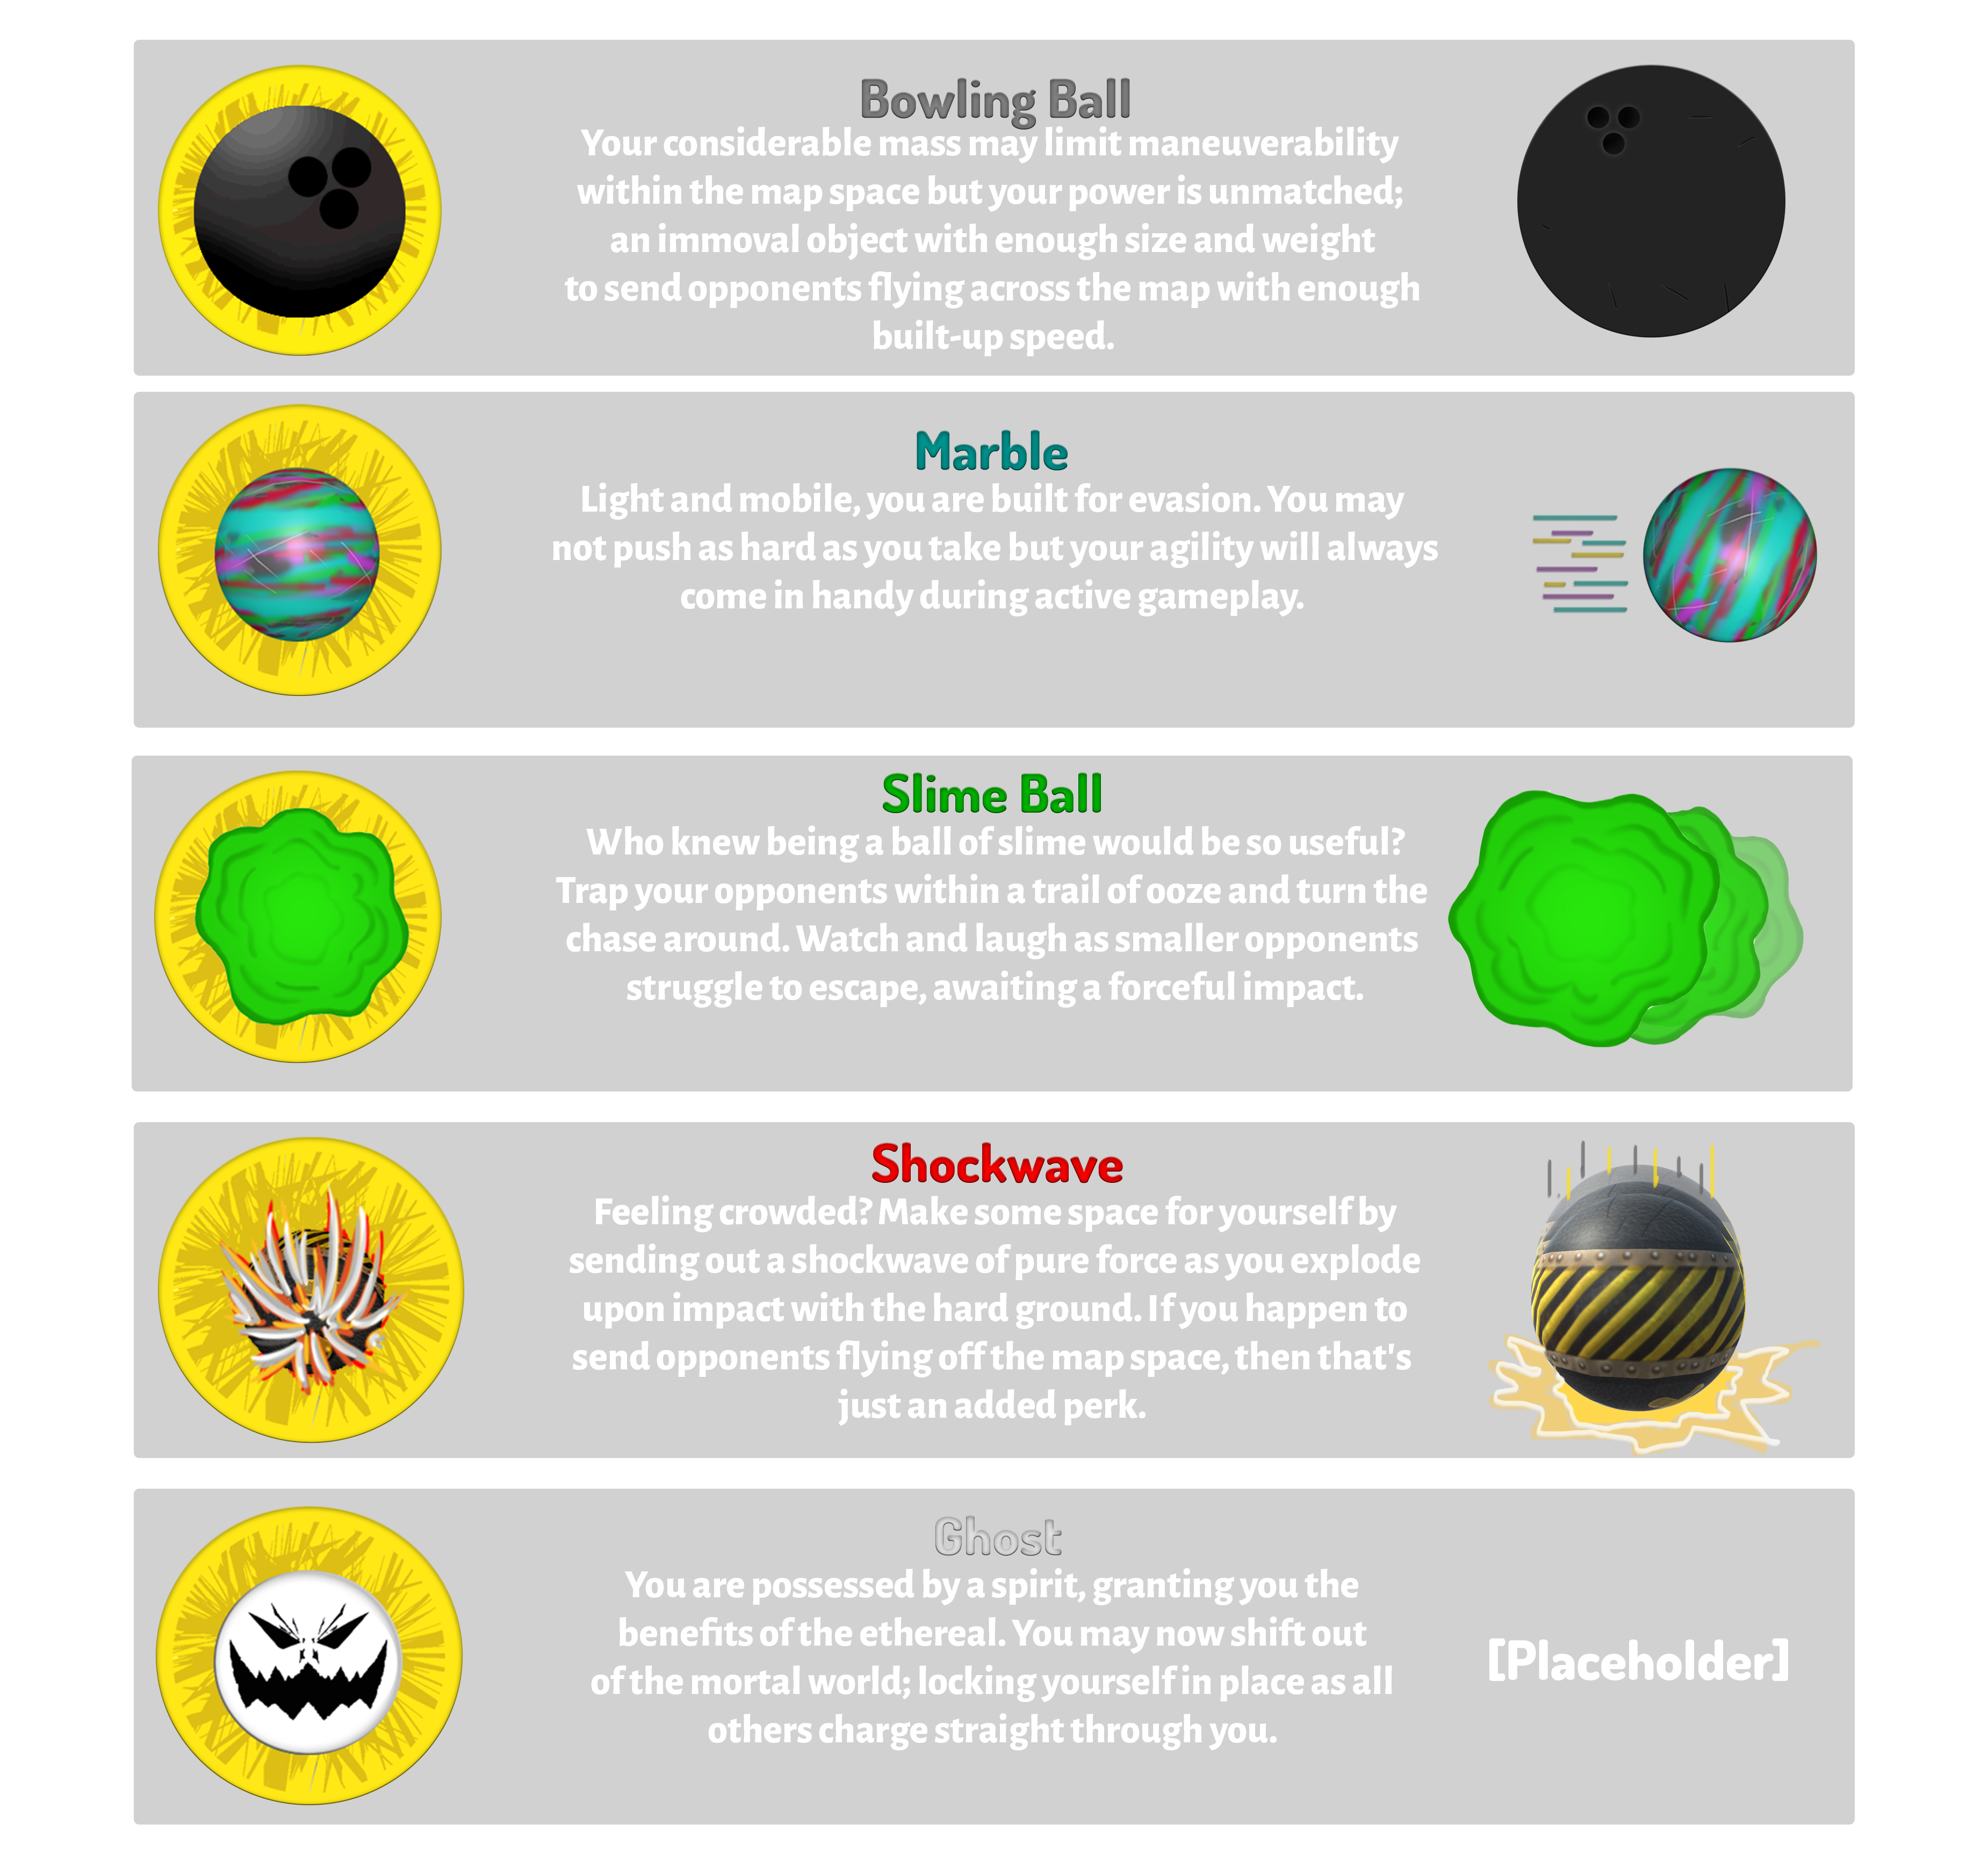 Bowling Ball
Your considerable mass may limit maneuverability
within the map space but your power is unmatched;
an immoval object with enough size and weight
to send opponents flying across the map with enough
built-up speed.
Marble
Light and mobile, you are built for evasion. You may
not push as hard as you take but your agility will always
come in handy during active gameplay.
Slime Ball
Who knew being a ball of slime would be so useful?
Trap your opponents within a trail of ooze and turn the
chase around. Watch and laugh as smaller opponents
struggle to escape, awaiting a forceful impact.
Shockwave
Feeling crowded? Make some space for yourself by
sending out a shockwave of pure force as you explode
upon impact with the hard ground. If you happen to
send opponents flying off the map space, then that's
just an added perk.
Ghost
You are possessed by a spirit, granting you the
benefits of the ethereal. You may now shift out
of the mortal world; locking yourself in place as all
others charge straight through you.
[Placeholder]